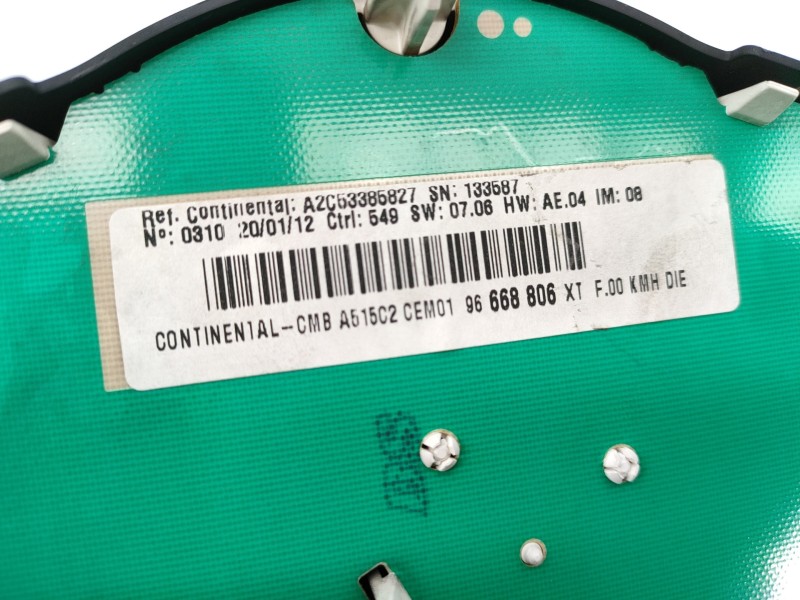 Ref. Continental: A2C53385827 SN: 133587
Nº: 0310 20/01/12 Ctrl: 549 SW: 07.06 HW: AE.04 IM: 08
CONTINENTAL-CMB A515C2 CEM01 96 668 806 XT F.00 KMH DIE